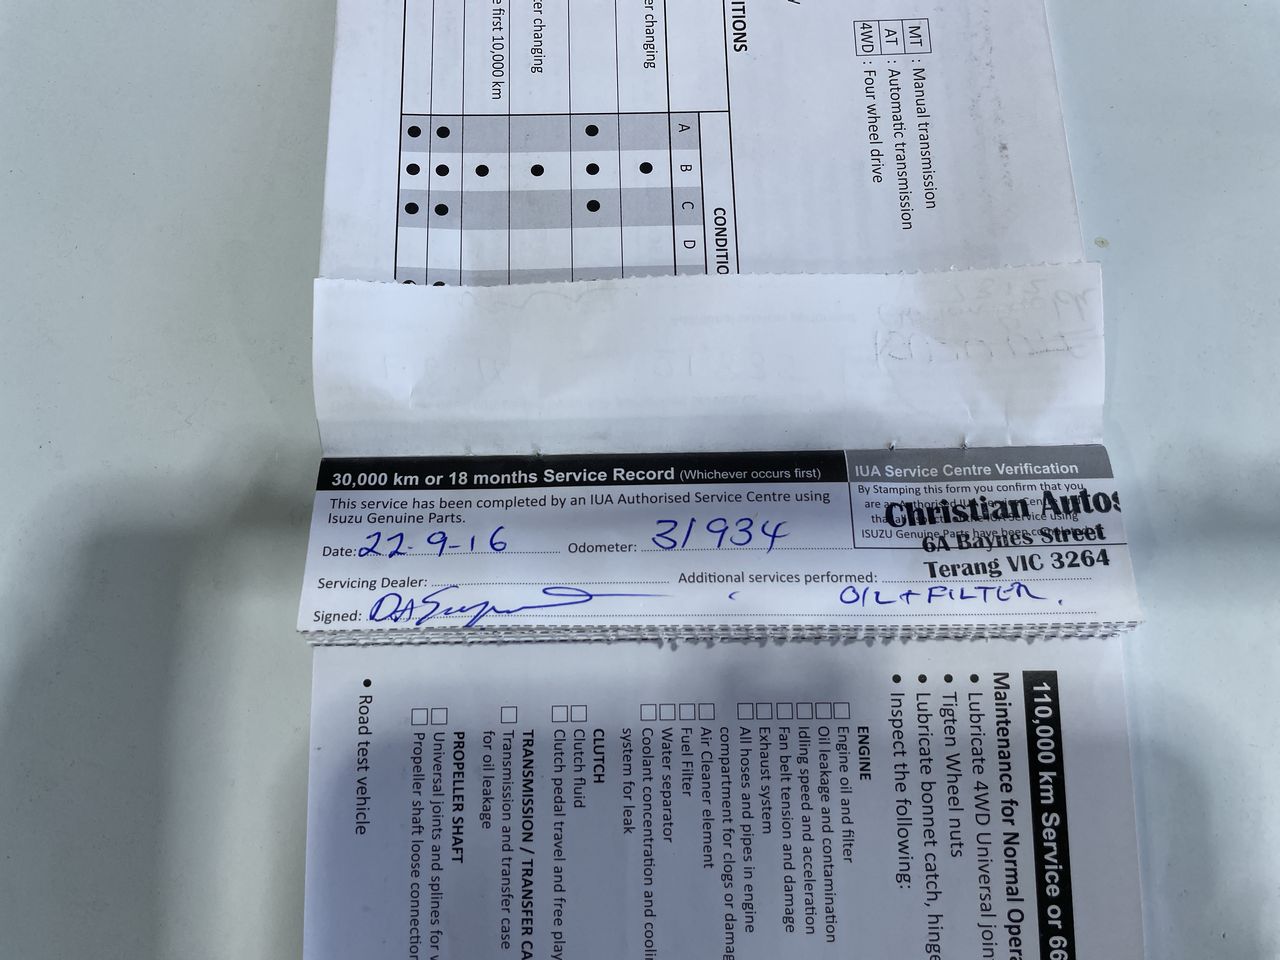 er changing
ter changing
e first 10,000 km
ITIONS
CONDITIO
A
B
C
D
MT : Manual transmission
AT : Automatic transmission
4WD : Four wheel drive
30,000 km or 18 months Service Record (Whichever occurs first)
This service has been completed by an IUA Authorised Service Centre using
Isuzu Genuine Parts.
Date: 22-9-16 Odometer: 31934
Servicing Dealer: Additional services performed:
Signed: OIL + FILTER.
IUA Service Centre Verification
By Stamping this form you confirm that you
Christian Autos
6A Baynes Street
Terang VIC 3264
110,000 km Service or 66
Maintenance for Normal Opera
• Lubricate 4WD Universal join
• Tigten Wheel nuts
• Lubricate bonnet catch, hinge
• Inspect the following:
ENGINE
Engine oil and filter
Oil leakage and contamination
Idling speed and acceleration
Fan belt tension and damage
Exhaust system
All hoses and pipes in engine
compartment for clogs or damag
Air Cleaner element
Fuel Filter
Water separator
Coolant concentration and coolin
system for leak
CLUTCH
Clutch fluid
Clutch pedal travel and free play
TRANSMISSION / TRANSFER CA
Transmission and transfer case
for oil leakage
PROPELLER SHAFT
Universal joints and splines for w
Propeller shaft loose connection
• Road test vehicle